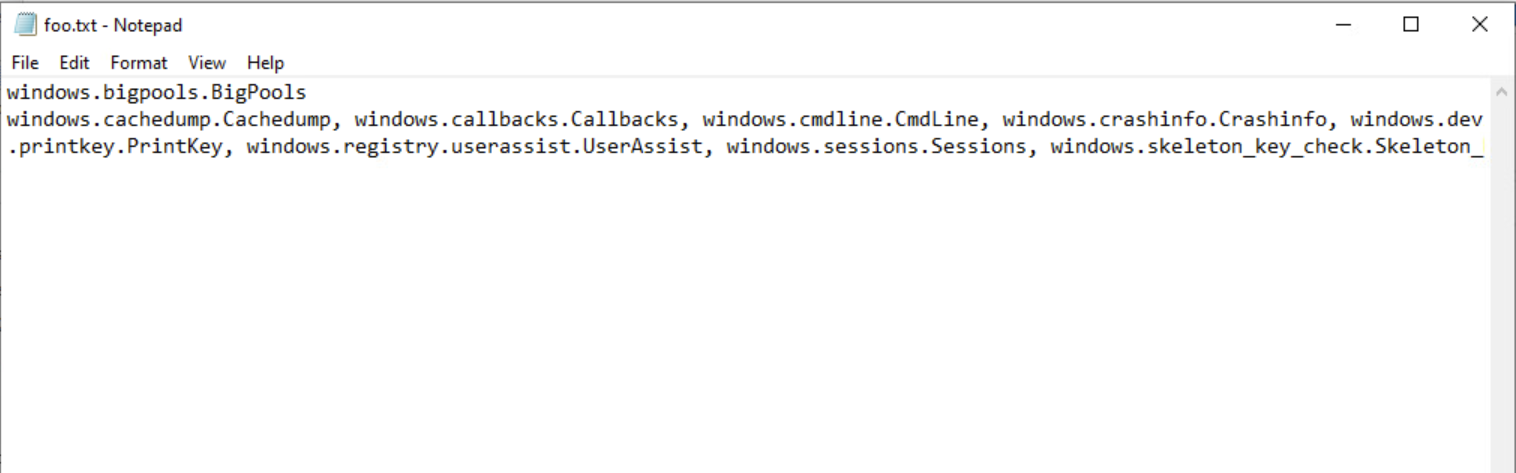 foo.txt - Notepad
File Edit Format View Help
windows.bigpools.BigPools
windows.cachedump.Cachedump, windows.callbacks.Callbacks, windows.cmdline.CmdLine, windows.crashinfo.Crashinfo, windows.dev
.printkey.PrintKey, windows.registry.userassist.UserAssist, windows.sessions.Sessions, windows.skeleton_key_check.Skeleton_